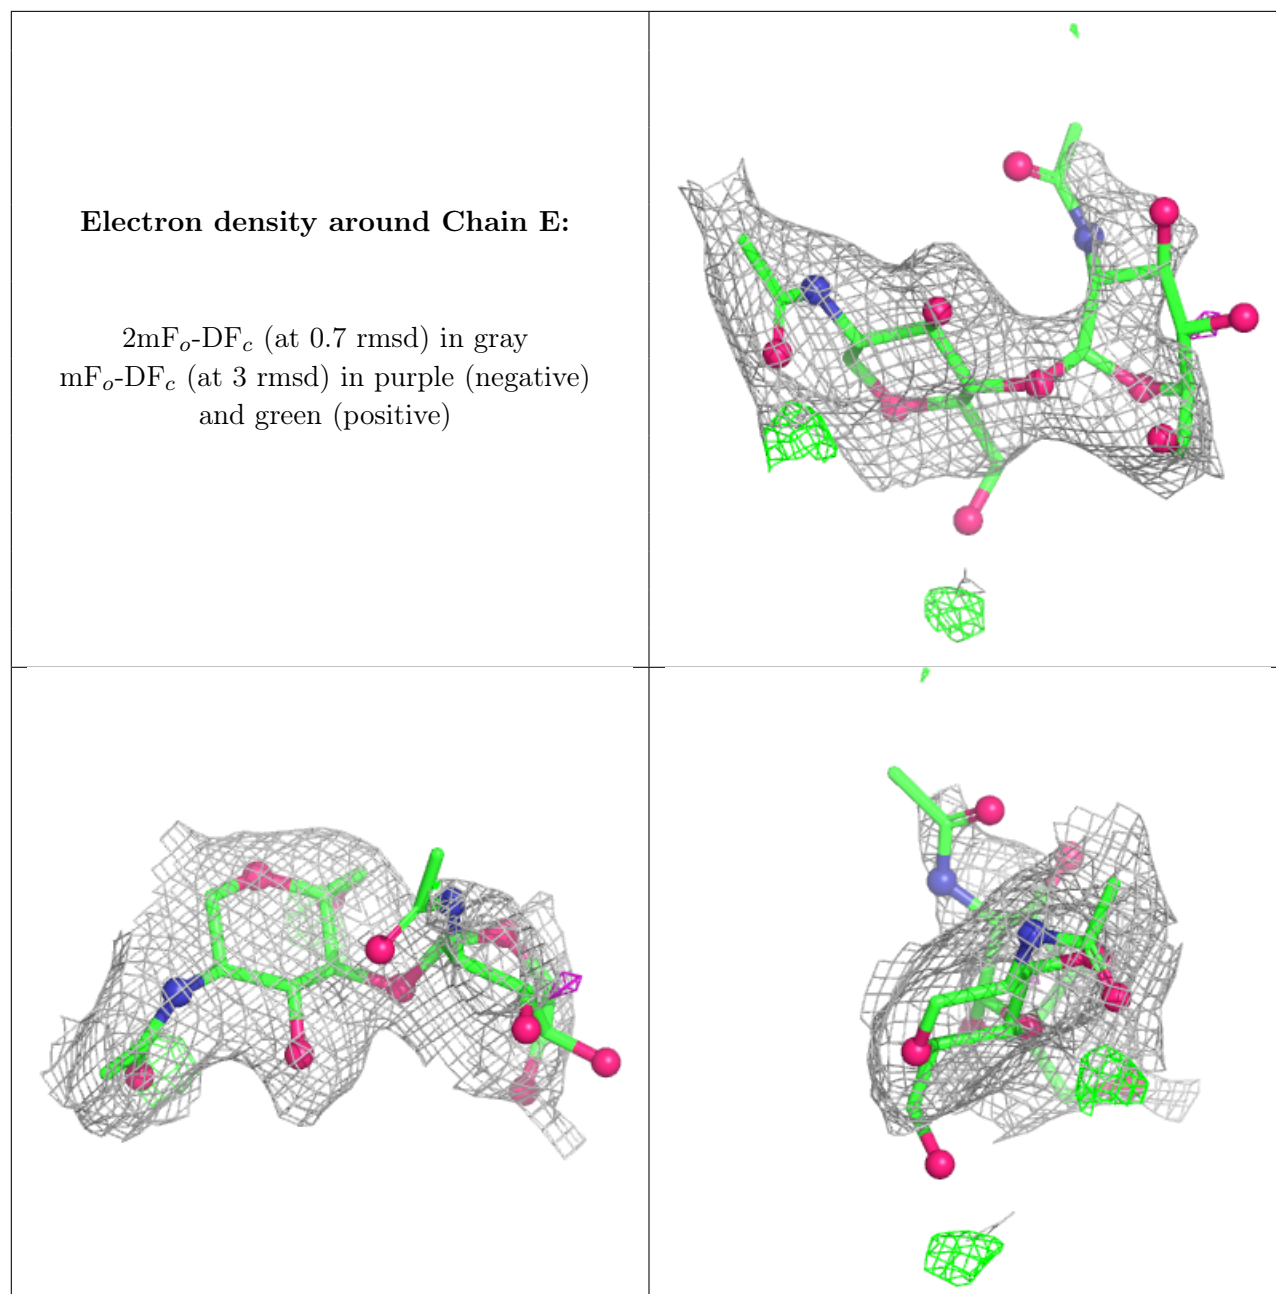 Electron density around Chain E:
2mFo-DFc (at 0.7 rmsd) in gray
mFo-DFc (at 3 rmsd) in purple (negative)
and green (positive)